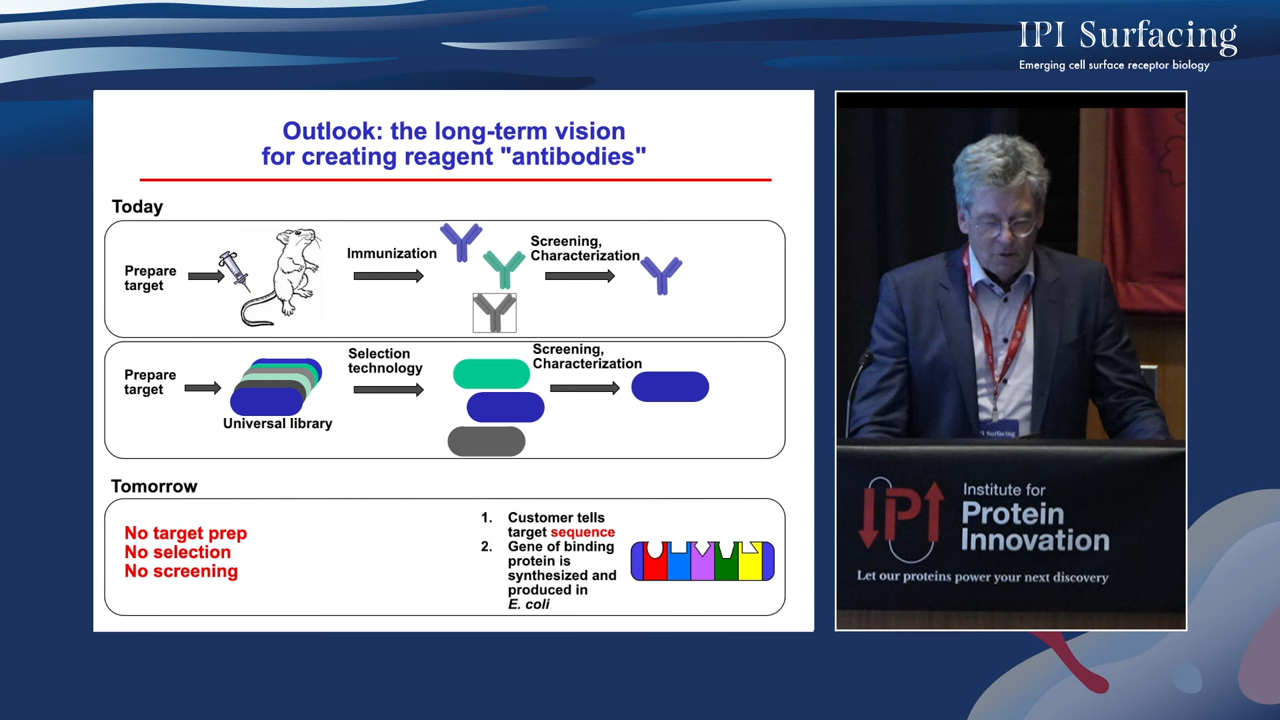 IPI Surfacing
Emerging cell surface receptor biology
Outlook: the long-term vision
for creating reagent "antibodies"
Today
Prepare
target
Immunization
Screening,
Characterization
Prepare
target
Universal library
Selection
technology
Screening,
Characterization
Tomorrow
No target prep
No selection
No screening
1. Customer tells
target sequence
2. Gene of binding
protein is
synthesized and
produced in
E. coli
IPI Surfacing
IPI
Institute for
Protein
Innovation
Let our proteins power your next discovery